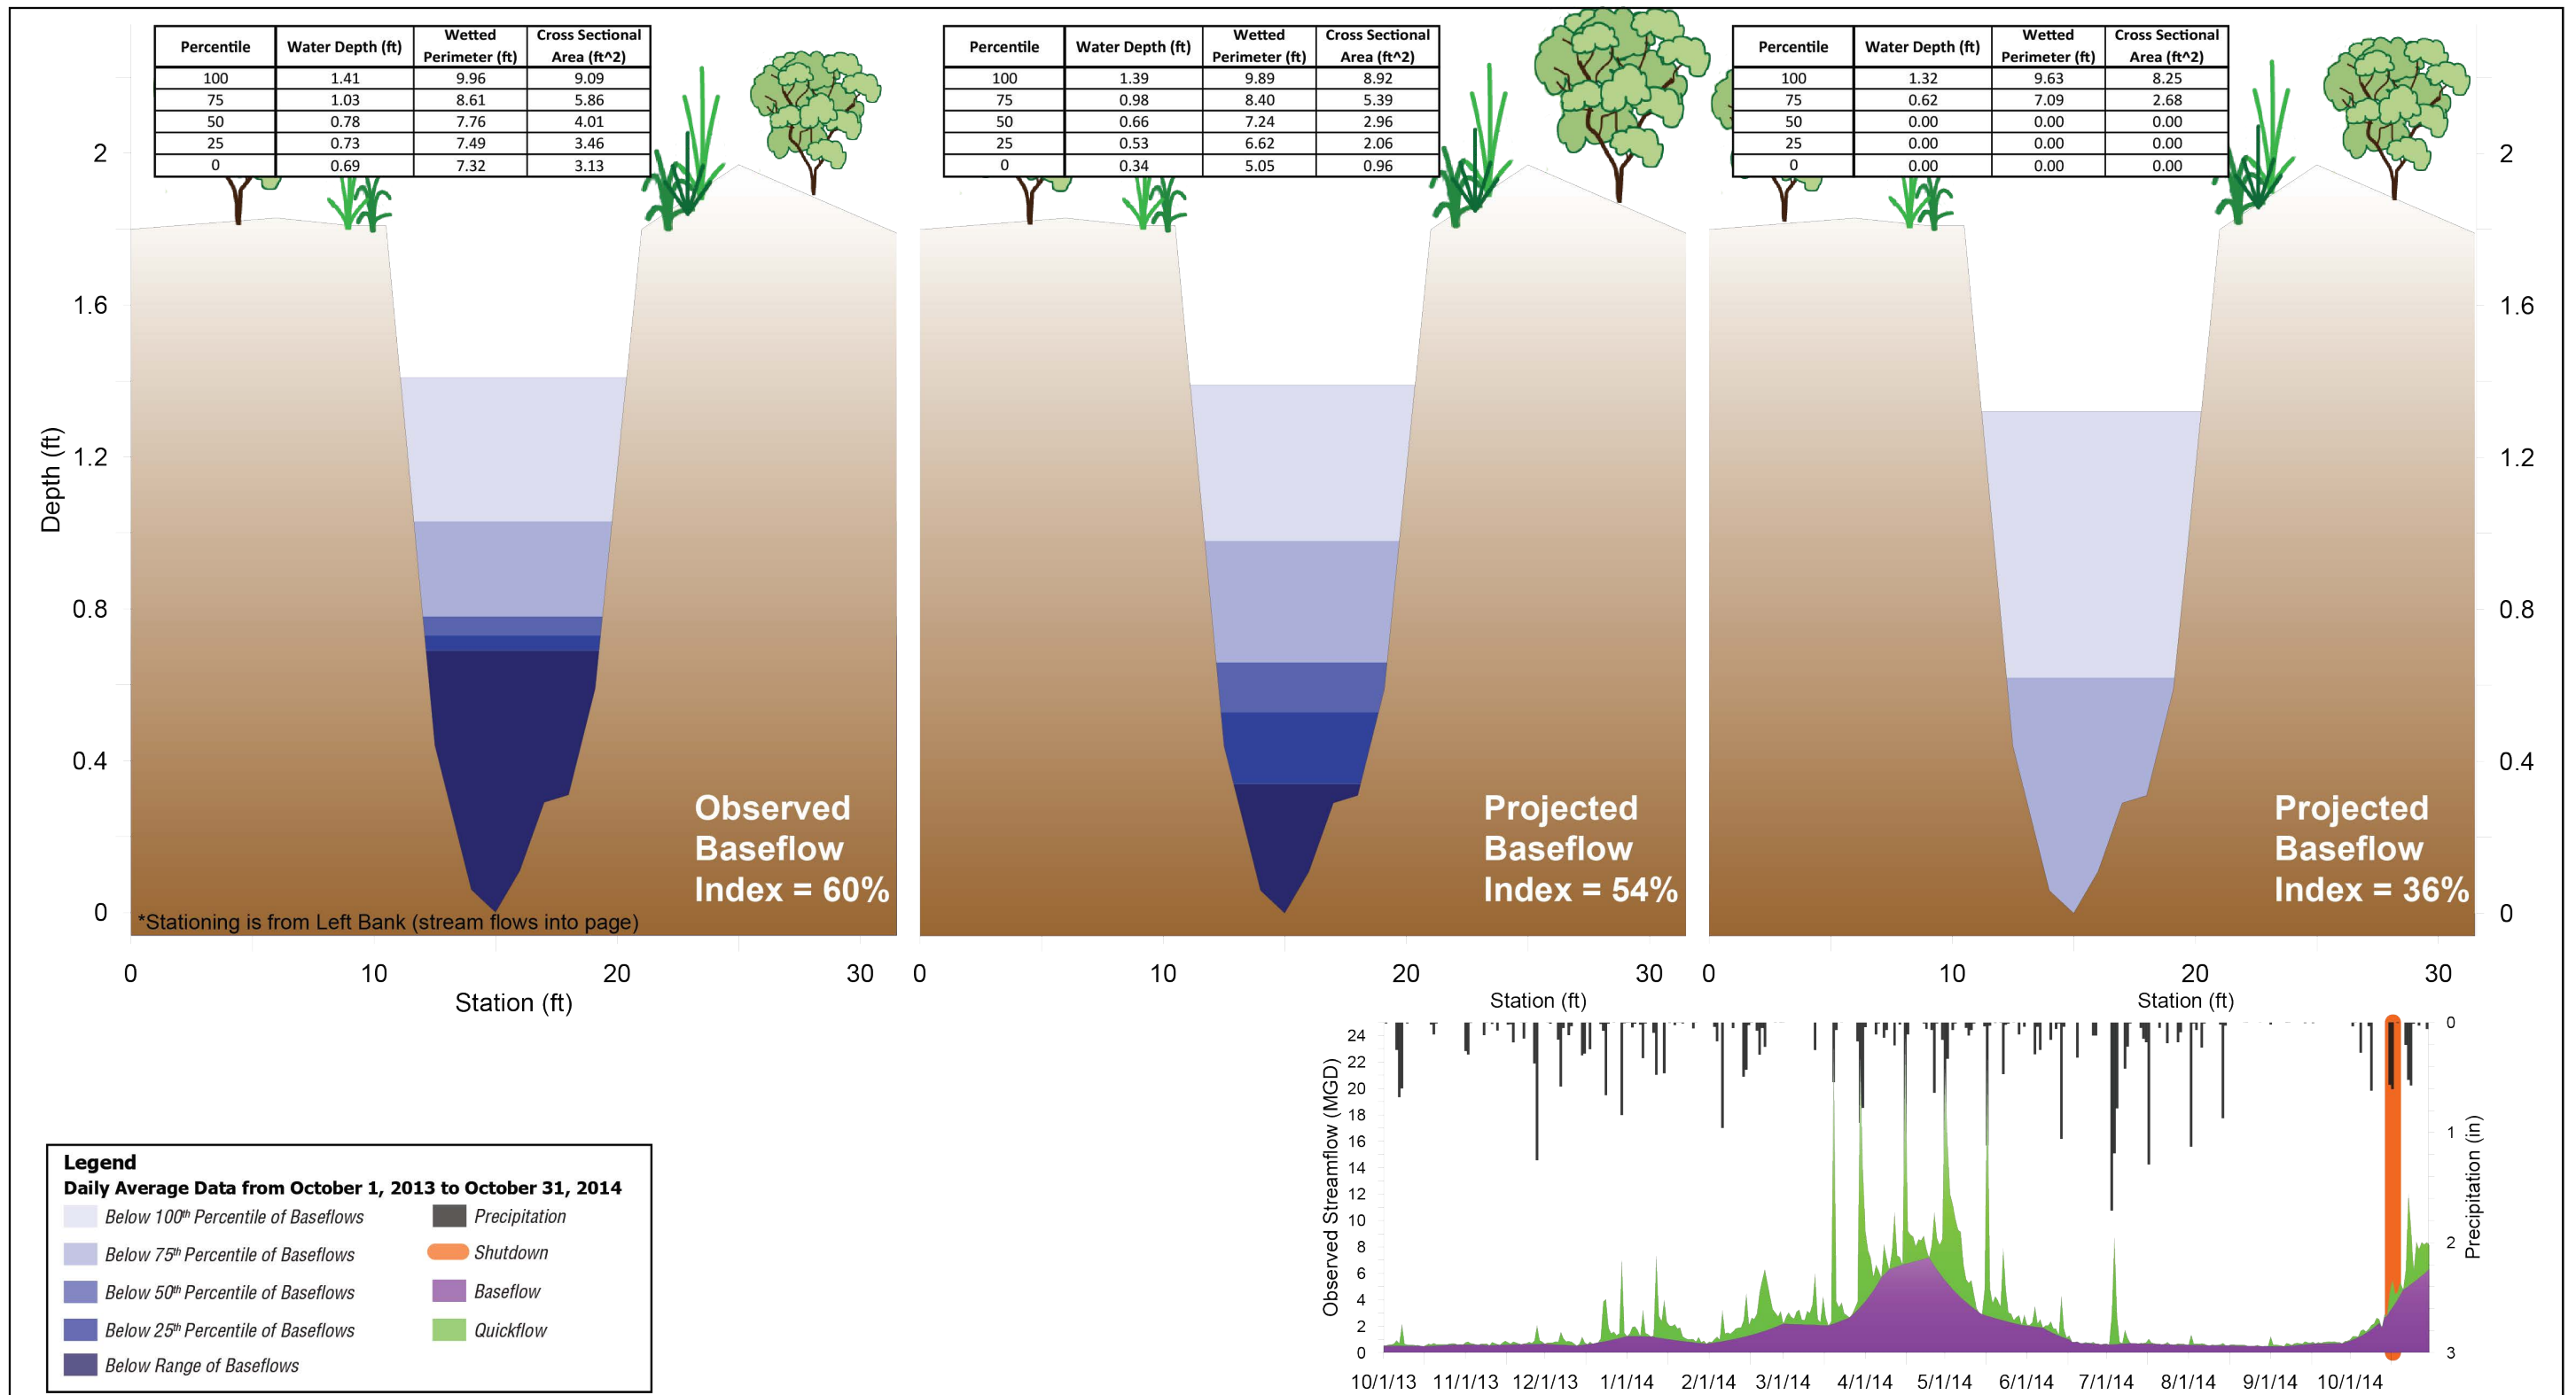 Percentile Water Depth (ft) Wetted Perimeter (ft) Cross Sectional Area (ft^2)
100 1.41 9.96 9.09
75 1.03 8.61 5.86
50 0.78 7.76 4.01
25 0.73 7.49 3.46
0 0.69 7.32 3.13
Percentile Water Depth (ft) Wetted Perimeter (ft) Cross Sectional Area (ft^2)
100 1.39 9.89 8.92
75 0.98 8.40 5.39
50 0.66 7.24 2.96
25 0.53 6.62 2.06
0 0.34 5.05 0.96
Percentile Water Depth (ft) Wetted Perimeter (ft) Cross Sectional Area (ft^2)
100 1.32 9.63 8.25
75 0.62 7.09 2.68
50 0.00 0.00 0.00
25 0.00 0.00 0.00
0 0.00 0.00 0.00
Depth (ft)
2
1.6
1.2
0.8
0.4
0
Observed
Baseflow
Index = 60%
*Stationing is from Left Bank (stream flows into page)
0 10 20 30
Station (ft)
Projected
Baseflow
Index = 54%
0 10 20 30
Station (ft)
Projected
Baseflow
Index = 36%
0 10 20 30
Station (ft)
2
1.6
1.2
0.8
0.4
0
Legend
Daily Average Data from October 1, 2013 to October 31, 2014
Below 100th Percentile of Baseflows
Below 75th Percentile of Baseflows
Below 50th Percentile of Baseflows
Below 25th Percentile of Baseflows
Below Range of Baseflows
Precipitation
Shutdown
Baseflow
Quickflow
Observed Streamflow (MGD)
24
22
20
18
16
14
12
10
8
6
4
2
0
0
1
2
3
Precipitation (in)
10/1/13 11/1/13 12/1/13 1/1/14 2/1/14 3/1/14 4/1/14 5/1/14 6/1/14 7/1/14 8/1/14 9/1/14 10/1/14